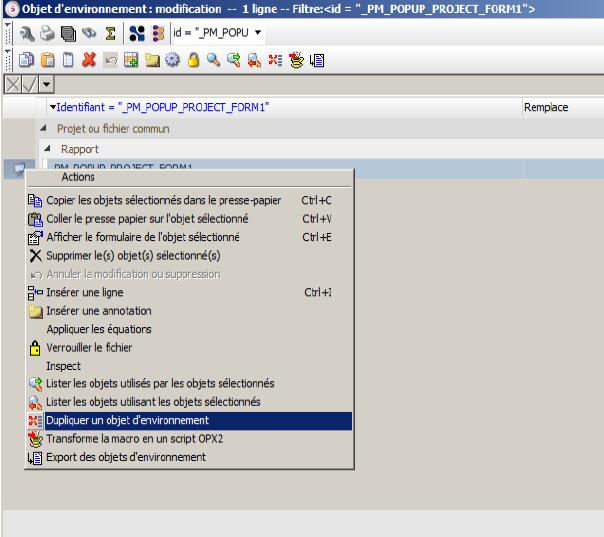 Objet d'environnement : modification -- 1 ligne -- Filtre:<id = "_PM_POPUP_PROJECT_FORM1">
id = "_PM_POPU
Identifiant = "_PM_POPUP_PROJECT_FORM1" Remplace
Projet ou fichier commun
Rapport
_PM_POPUP_PROJECT_FORM1
Actions
Copier les objets sélectionnés dans le presse-papier Ctrl+C
Coller le presse papier sur l'objet sélectionné Ctrl+V
Afficher le formulaire de l'objet sélectionné Ctrl+E
Supprimer le(s) objet(s) sélectionné(s)
Annuler la modification ou suppression
Insérer une ligne Ctrl+I
Insérer une annotation
Appliquer les équations
Verrouiller le fichier
Inspect
Lister les objets utilisés par les objets sélectionnés
Lister les objets utilisant les objets sélectionnés
Dupliquer un objet d'environnement
Transforme la macro en un script OPX2
Export des objets d'environnement